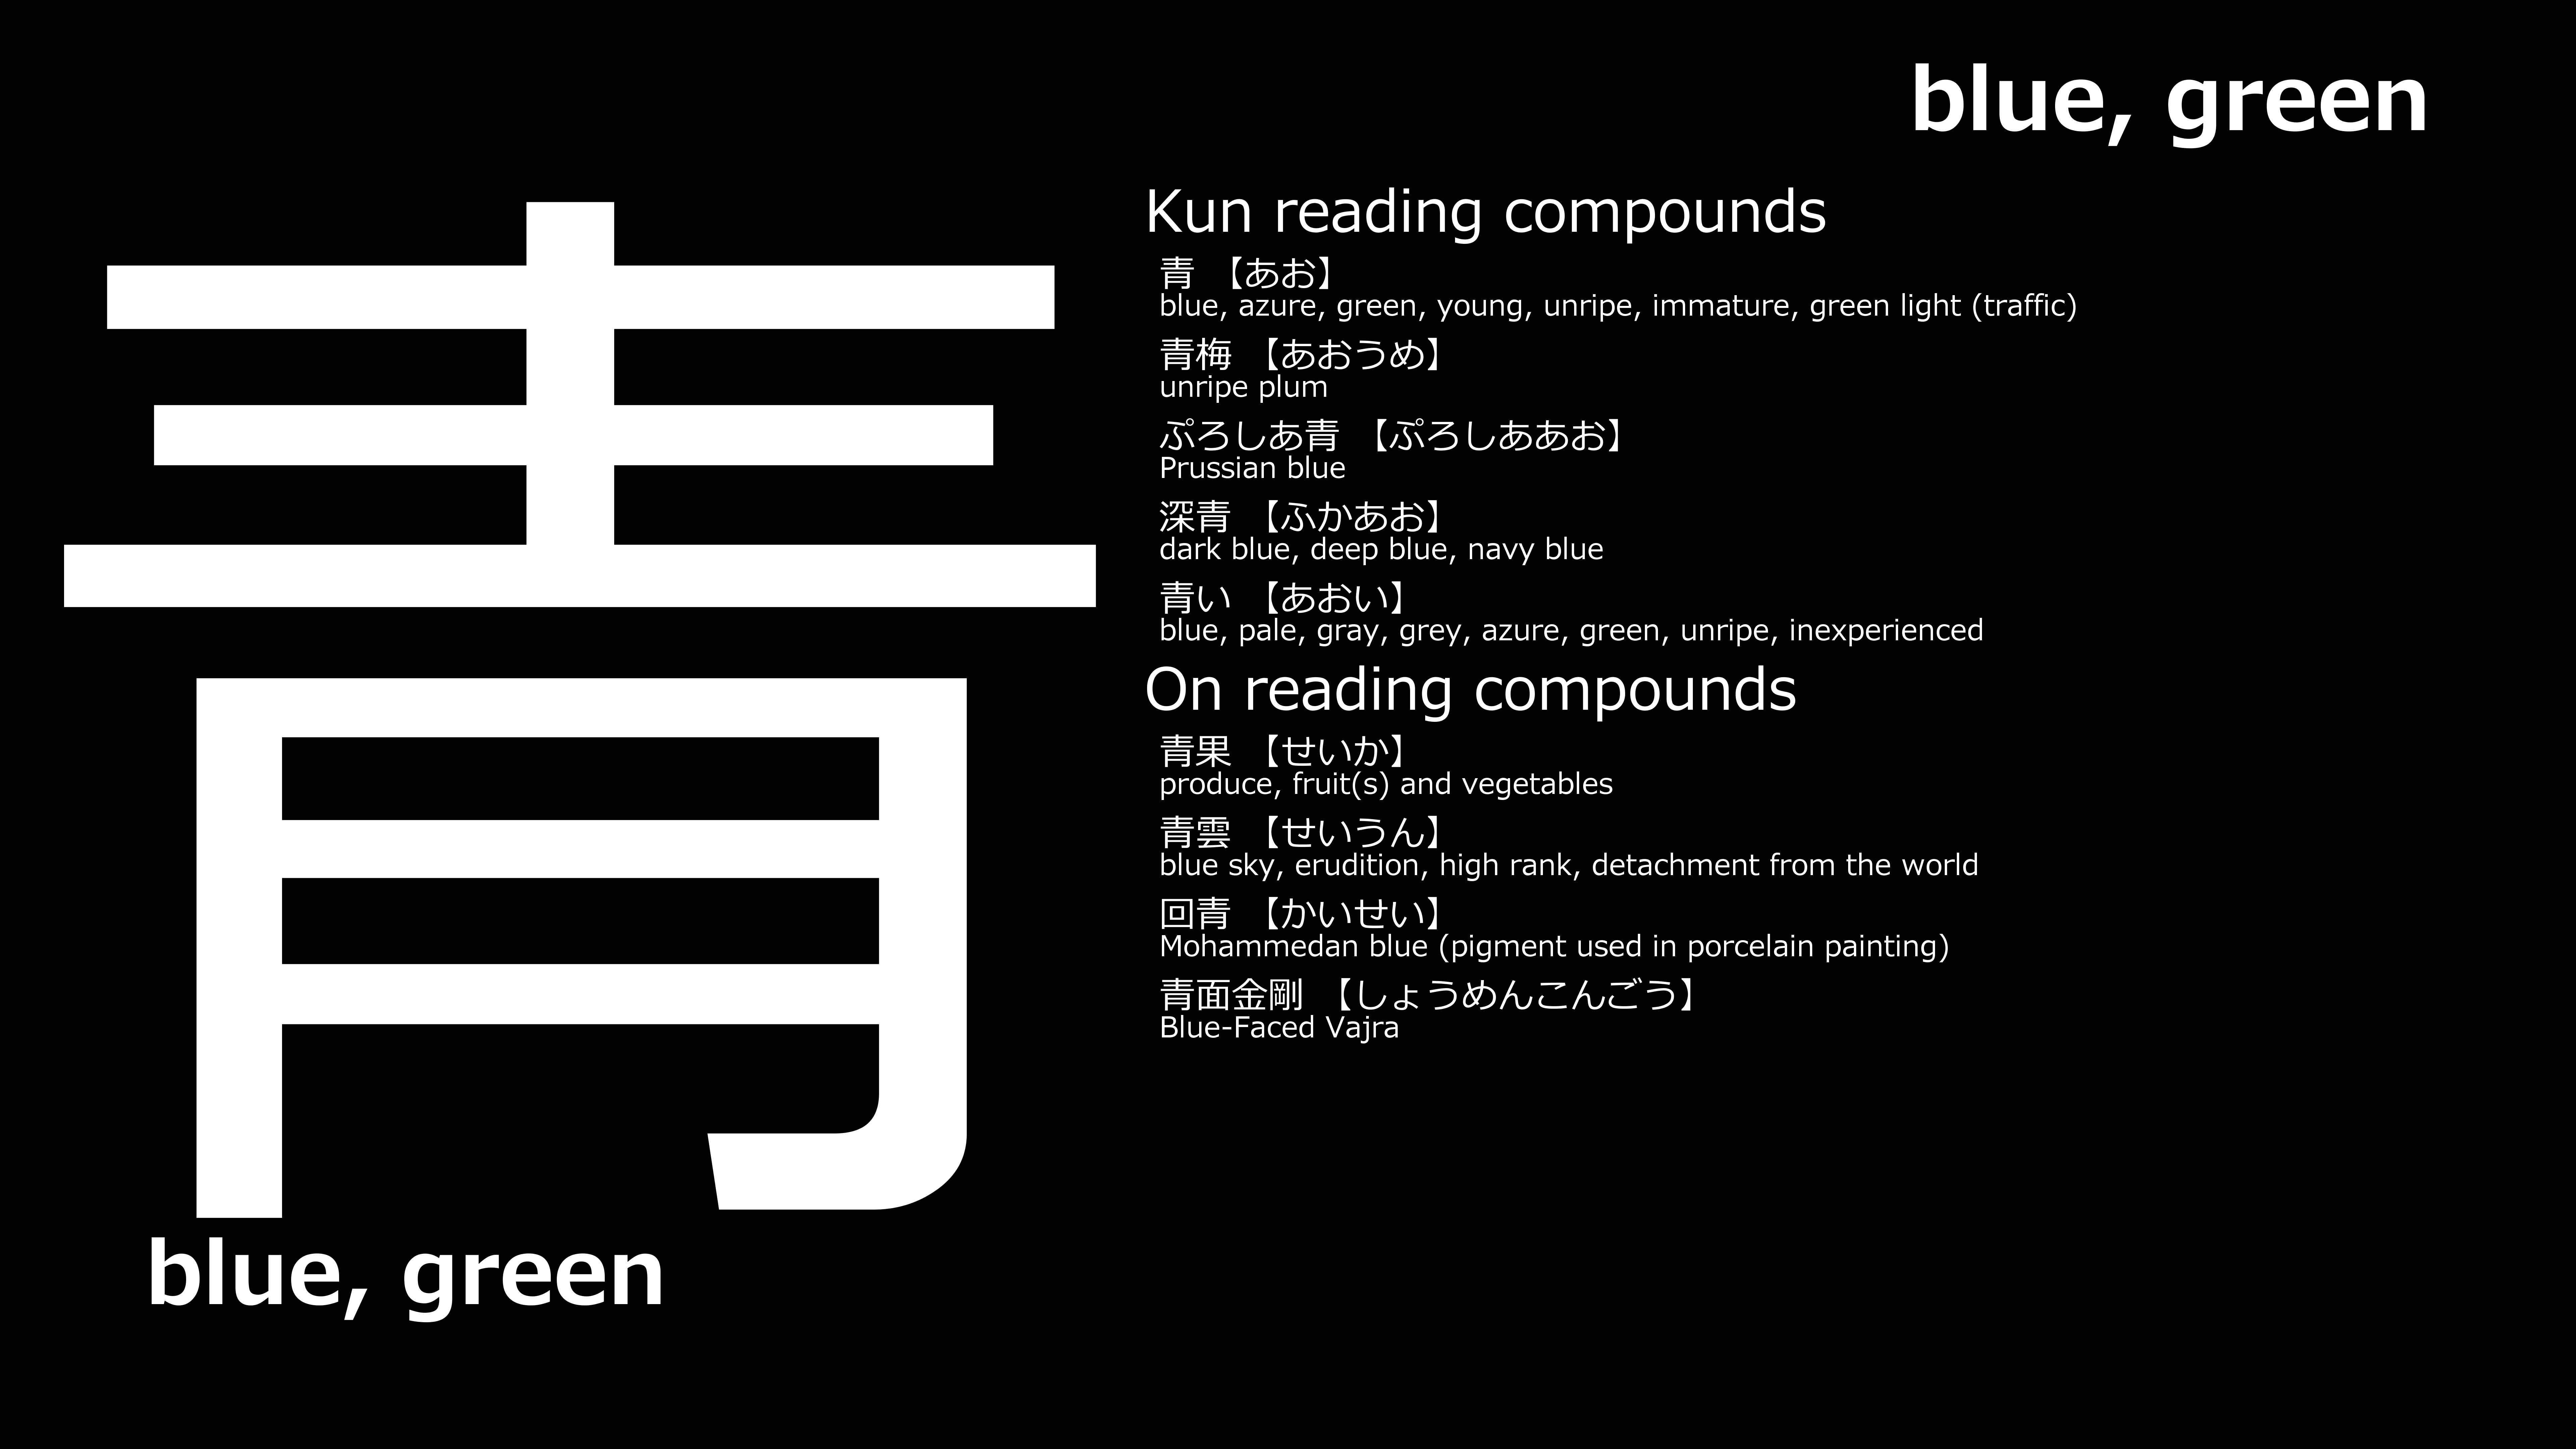 blue, green
青
blue, green
Kun reading compounds
青 【あお】
blue, azure, green, young, unripe, immature, green light (traffic)
青梅 【あおうめ】
unripe plum
ぷろしあ青 【ぷろしああお】
Prussian blue
深青 【ふかあお】
dark blue, deep blue, navy blue
青い 【あおい】
blue, pale, gray, grey, azure, green, unripe, inexperienced
On reading compounds
青果 【せいか】
produce, fruit(s) and vegetables
青雲 【せいうん】
blue sky, erudition, high rank, detachment from the world
回青 【かいせい】
Mohammedan blue (pigment used in porcelain painting)
青面金剛 【しょうめんこんごう】
Blue-Faced Vajra